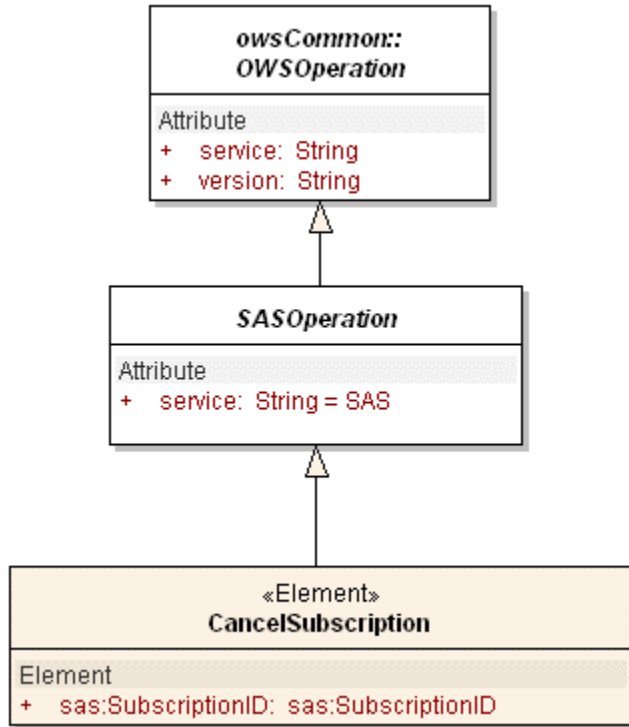 owsCommon::
OWSOperation
Attribute
+ service: String
+ version: String
SASOperation
Attribute
+ service: String = SAS
«Element»
CancelSubscription
Element
+ sas:SubscriptionID: sas:SubscriptionID